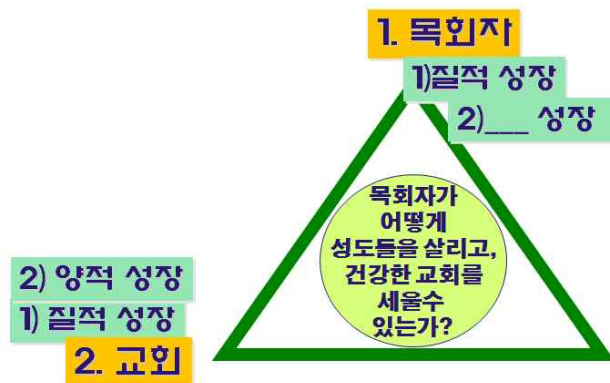 1. 목회자
1)질적 성장
2)___ 성장
목회자가
어떻게
성도들을 살리고,
건강한 교회를
세울수
있는가?
2) 양적 성장
1) 질적 성장
2. 교회